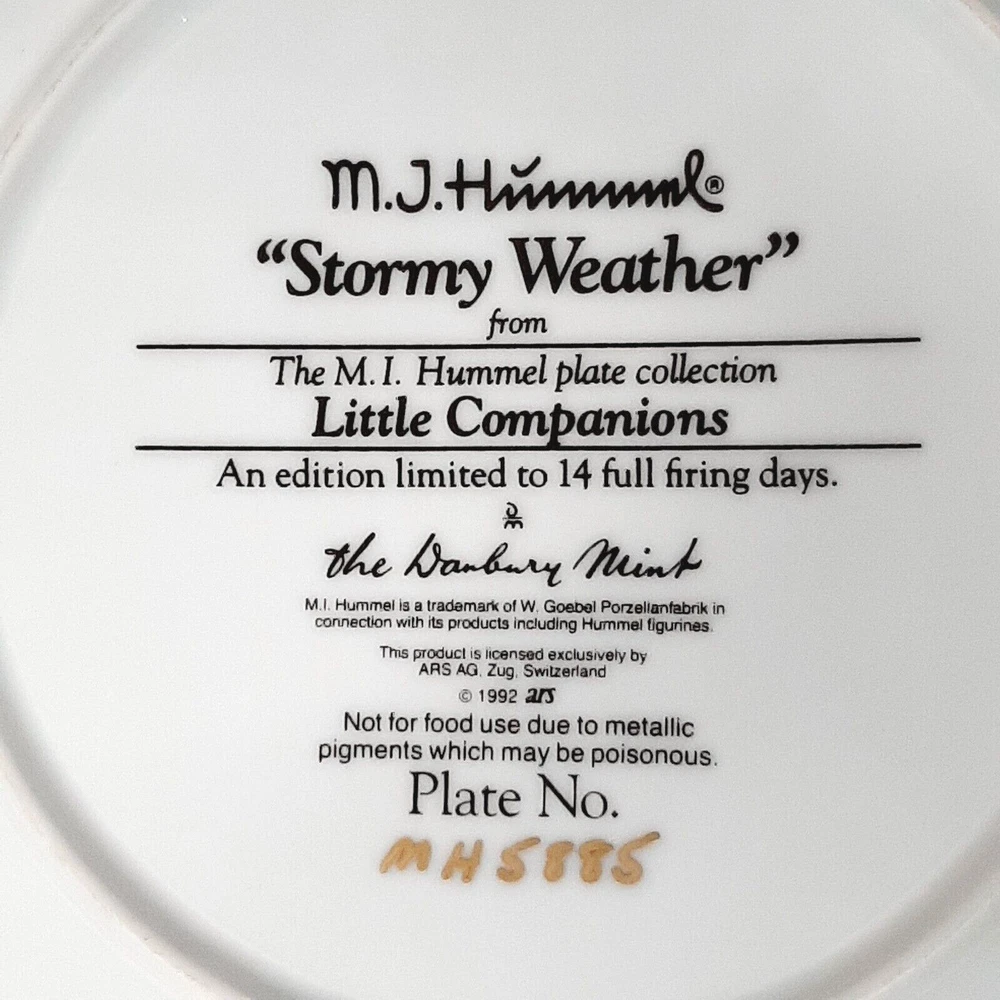 M.J. Hummel®
“Stormy Weather”
from
The M.I. Hummel plate collection
Little Companions
An edition limited to 14 full firing days.
the Danbury Mint
M.I. Hummel is a trademark of W. Goebel Porzellanfabrik in
connection with its products including Hummel figurines.
This product is licensed exclusively by
ARS AG, Zug, Switzerland
© 1992 ars
Not for food use due to metallic
pigments which may be poisonous.
Plate No.
MH5885